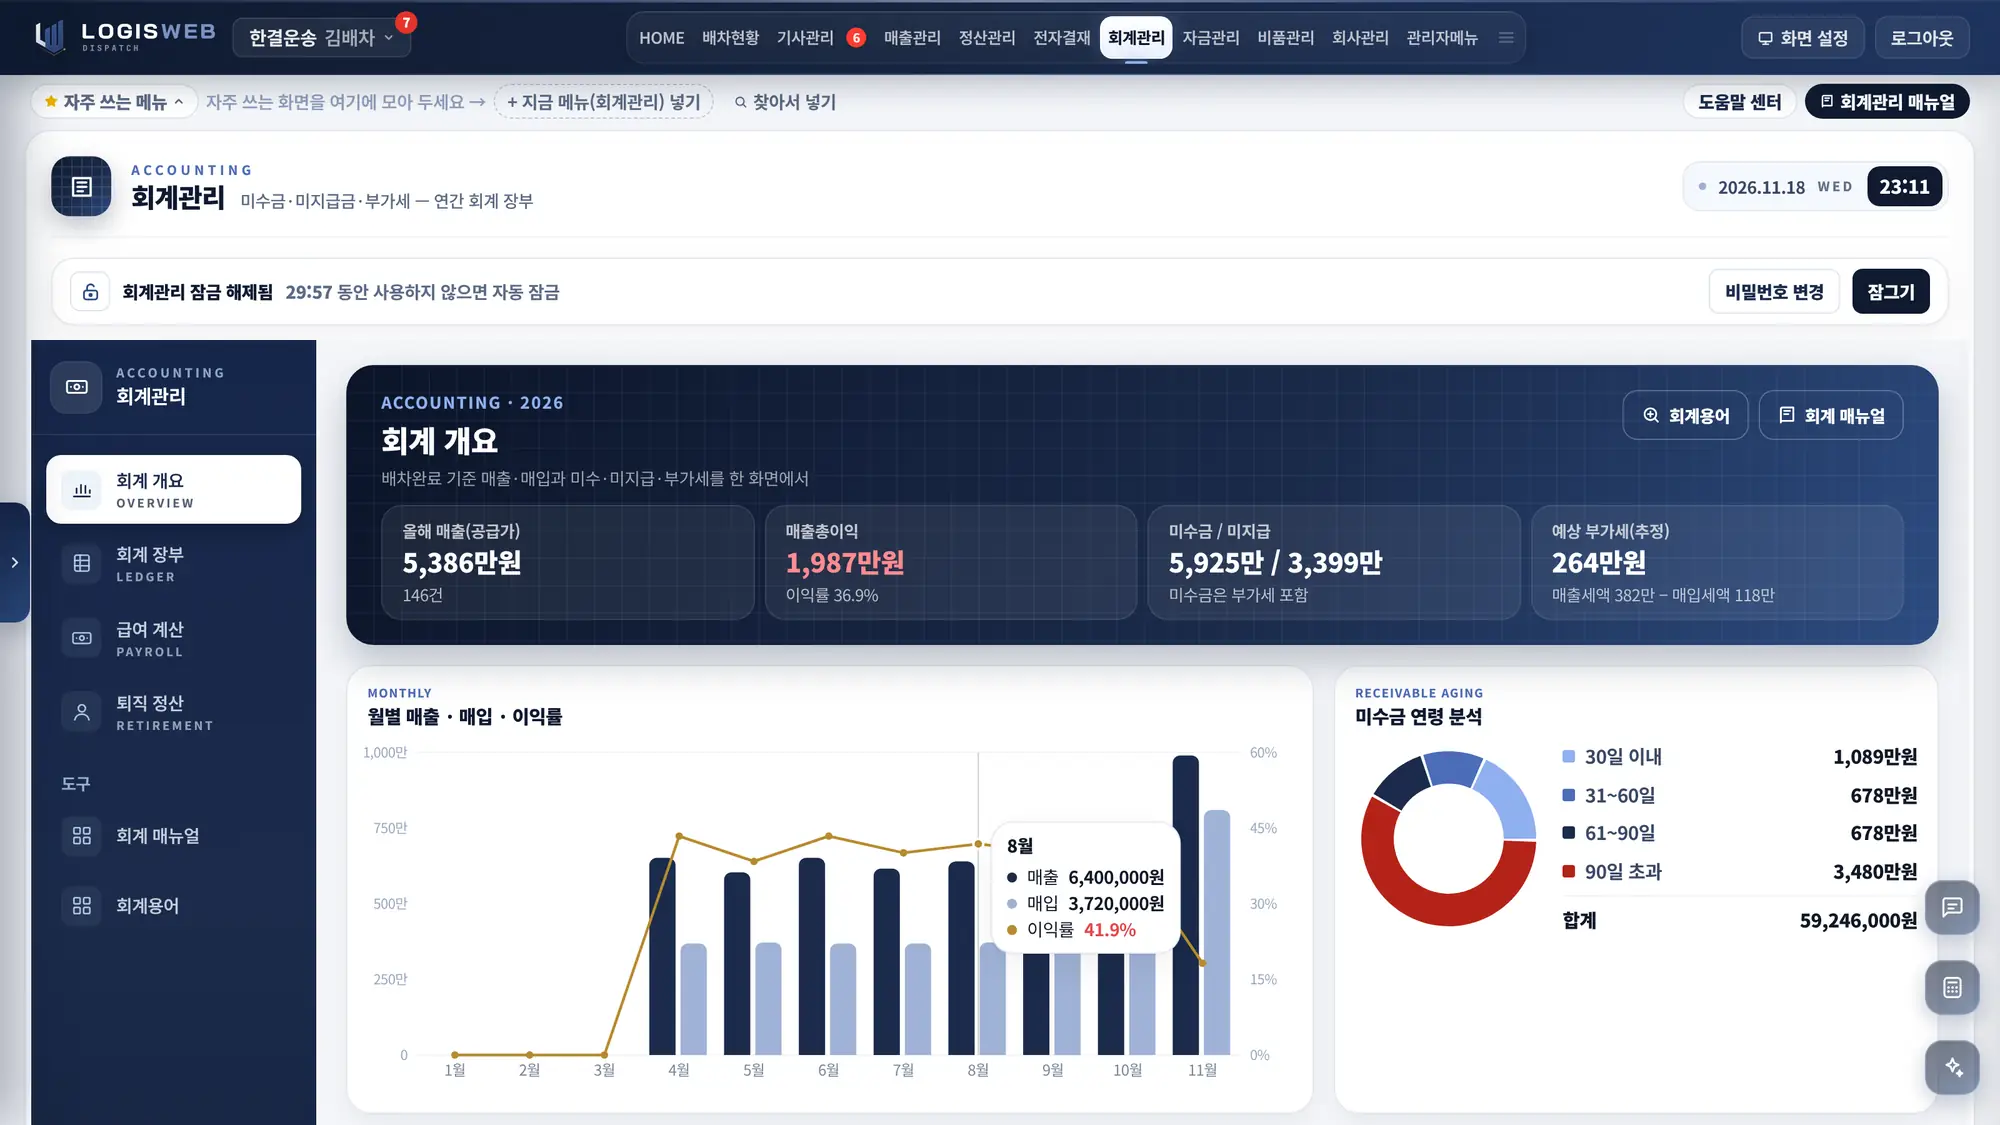 LOGISWEB
DISPATCH
한결운송 김배차
7
HOME
배차현황
기사관리
6
매출관리
정산관리
전자결재
회계관리
자금관리
비품관리
회사관리
관리자메뉴
화면 설정
로그아웃
자주 쓰는 메뉴
자주 쓰는 화면을 여기에 모아 두세요 →
+ 지금 메뉴(회계관리) 넣기
찾아서 넣기
도움말 센터
회계관리 매뉴얼
ACCOUNTING
회계관리
미수금·미지급금·부가세 — 연간 회계 장부
2026.11.18 WED 23:11
회계관리 잠금 해제됨
29:57 동안 사용하지 않으면 자동 잠금
비밀번호 변경
잠그기
ACCOUNTING
회계관리
회계 개요
OVERVIEW
회계 장부
LEDGER
급여 계산
PAYROLL
퇴직 정산
RETIREMENT
도구
회계 매뉴얼
회계용어
ACCOUNTING · 2026
회계 개요
배차완료 기준 매출·매입과 미수·미지급·부가세를 한 화면에서
회계용어
회계 매뉴얼
올해 매출(공급가)
5,386만원
146건
매출총이익
1,987만원
이익률 36.9%
미수금 / 미지급
5,925만 / 3,399만
미수금은 부가세 포함
예상 부가세(추정)
264만원
매출세액 382만 − 매입세액 118만
MONTHLY
월별 매출 · 매입 · 이익률
1,000만
750만
500만
250만
0
60%
45%
30%
15%
0%
1월
2월
3월
4월
5월
6월
7월
8월
9월
10월
11월
8월
매출 6,400,000원
매입 3,720,000원
이익률 41.9%
RECEIVABLE AGING
미수금 연령 분석
30일 이내 1,089만원
31~60일 678만원
61~90일 678만원
90일 초과 3,480만원
합계 59,246,000원